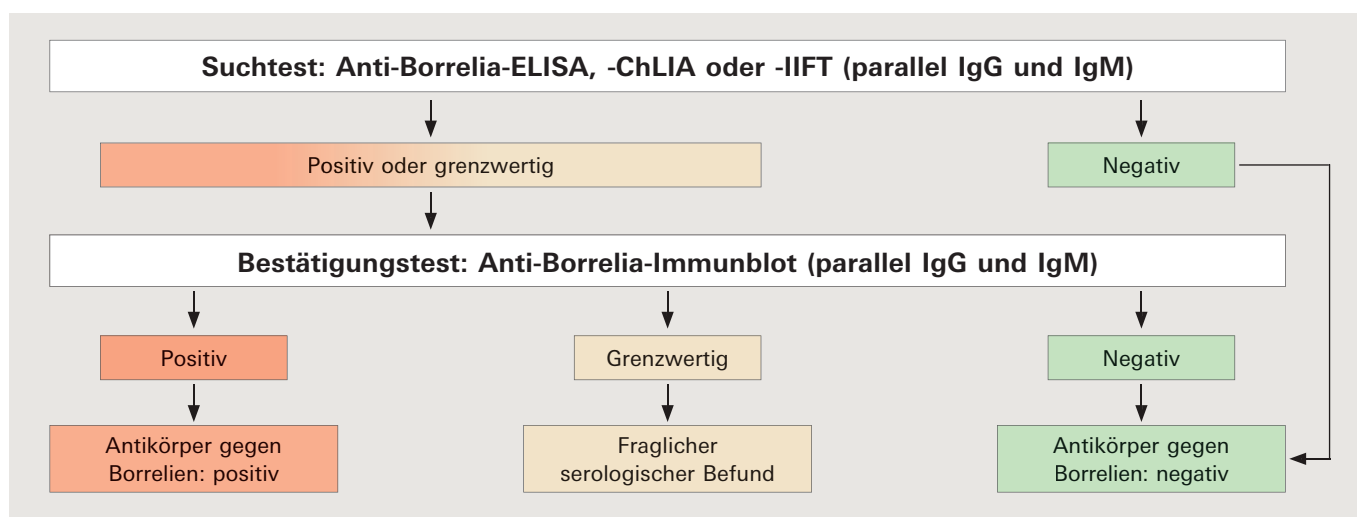 Suchtest: Anti-Borrelia-ELISA, -ChLIA oder -IIFT (parallel IgG und IgM)
Positiv oder grenzwertig
Negativ
Bestätigungstest: Anti-Borrelia-Immunblot (parallel IgG und IgM)
Positiv
Grenzwertig
Negativ
Antikörper gegen
Borrelien: positiv
Fraglicher
serologischer Befund
Antikörper gegen
Borrelien: negativ